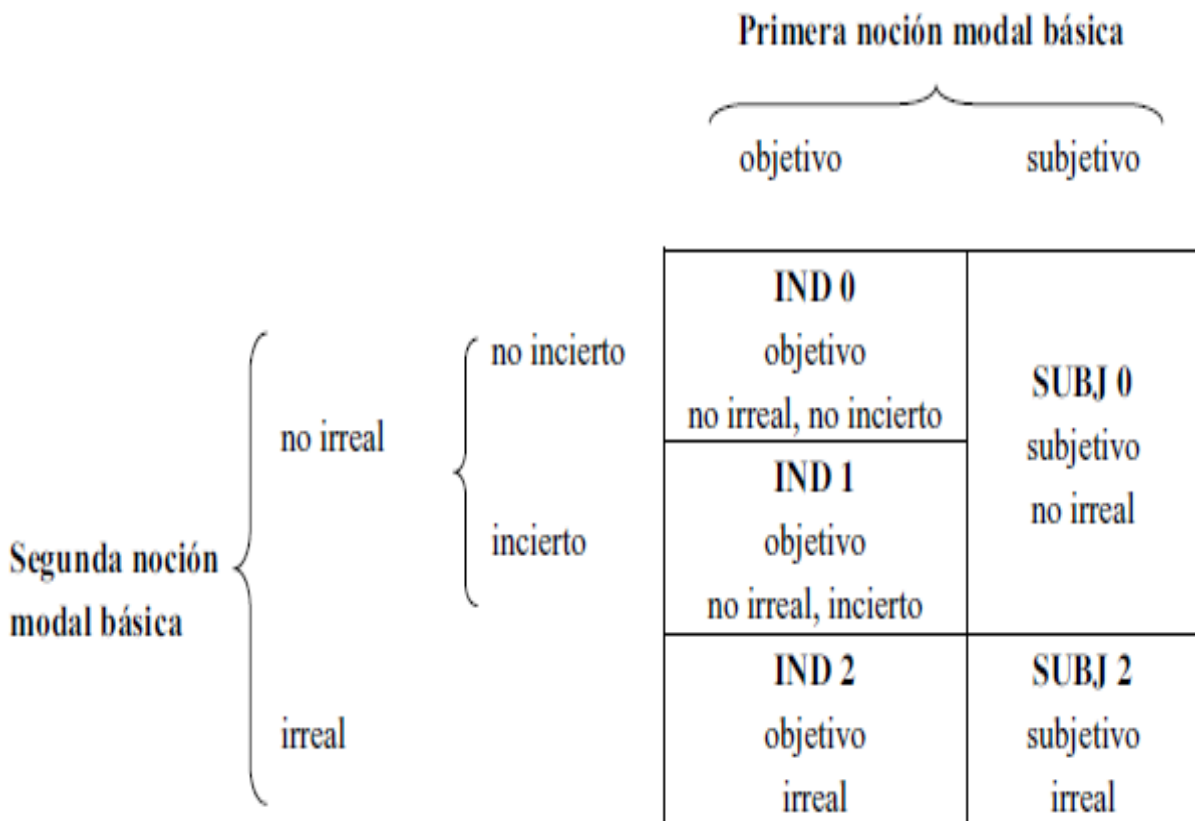 Primera noción modal básica
objetivo
subjetivo
IND 0
objetivo
no irreal, no incierto
SUBJ 0
subjetivo
no irreal
no incierto
no irreal
incierto
IND 1
objetivo
no irreal, incierto
Segunda noción
modal básica
irreal
IND 2
objetivo
irreal
SUBJ 2
subjetivo
irreal